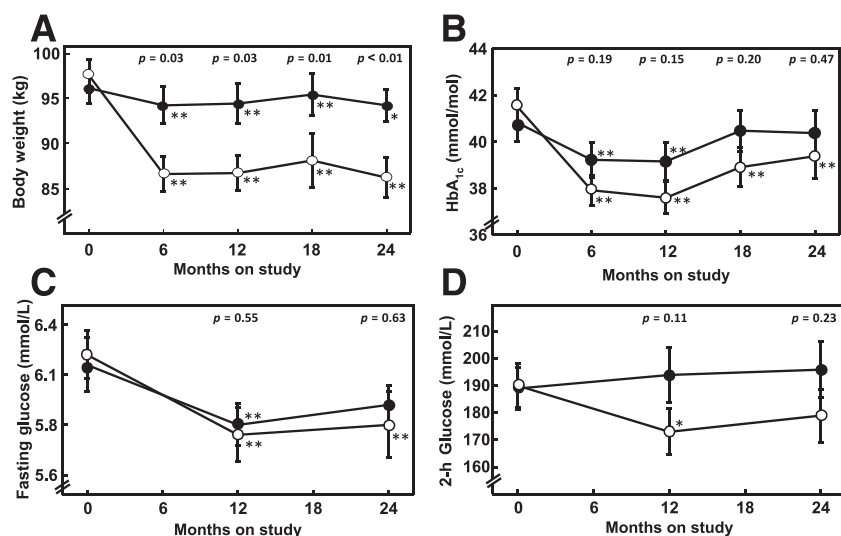 A
Body weight (kg)
100
95
90
85
p = 0.03 p = 0.03 p = 0.01 p < 0.01
** ** ** *
** ** ** **
0 6 12 18 24
Months on study
B
HbA1c (mmol/mol)
44
42
40
38
36
p = 0.19 p = 0.15 p = 0.20 p = 0.47
** **
** ** ** **
0 6 12 18 24
Months on study
C
Fasting glucose (mmol/L)
6.4
6.1
5.8
5.6
p = 0.55 p = 0.63
**
** **
0 6 12 18 24
Months on study
D
2-h Glucose (mmol/L)
210
200
190
180
170
160
p = 0.11 p = 0.23
*
0 6 12 18 24
Months on study